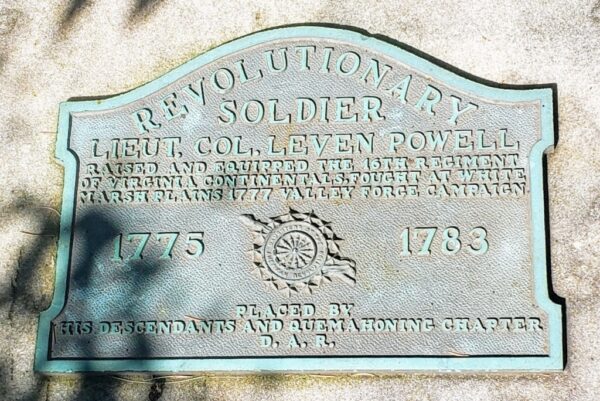 REVOLUTIONARY
SOLDIER
LIEUT. COL. LEVEN POWELL
RAISED AND EQUIPPED THE 16TH REGIMENT
OF VIRGINIA CONTINENTALS. FOUGHT AT WHITE
MARSH PLAINS 1777 VALLEY FORGE CAMPAIGN
1775 1783
PLACED BY
HIS DESCENDANTS AND QUEMAHONING CHAPTER
D. A. R.